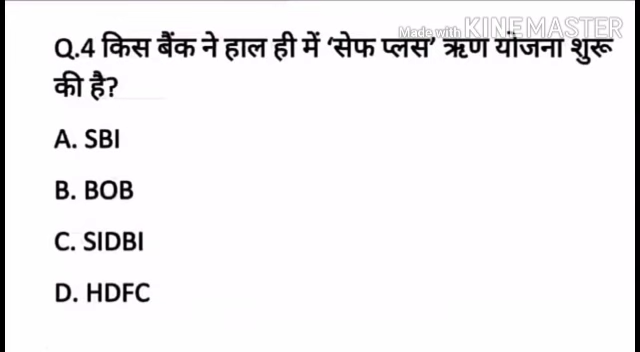 Made with KINEMASTER
Q.4 किस बैंक ने हाल ही में ‘सेफ प्लस’ ऋण योजना शुरू
की है?
A. SBI
B. BOB
C. SIDBI
D. HDFC